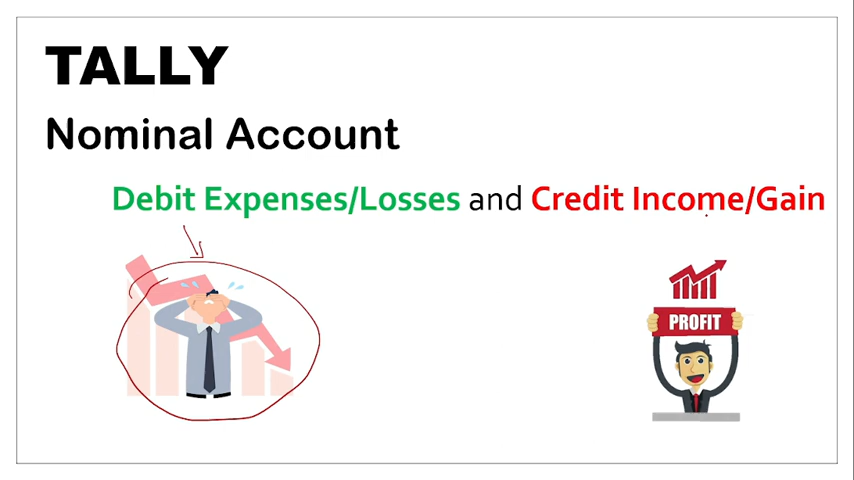 TALLY
Nominal Account
Debit Expenses/Losses and Credit Income/Gain
PROFIT